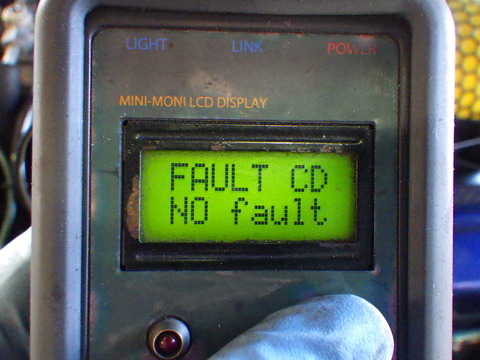 LIGHT LINK POWER
MINI-MONI LCD DISPLAY
FAULT CD
NO fault